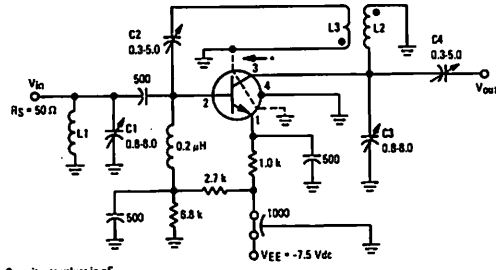 C2
0.3-5.0
L3
L2
C4
0.3-5.0
3
4
Vin
500
2
Vout
RS = 50 Ω
C1
0.8-8.0
L1
1
C3
0.8-8.0
0.2 μH
1.0 k
500
2.7 k
500
6.8 k
1000
VEE = -7.5 Vdc